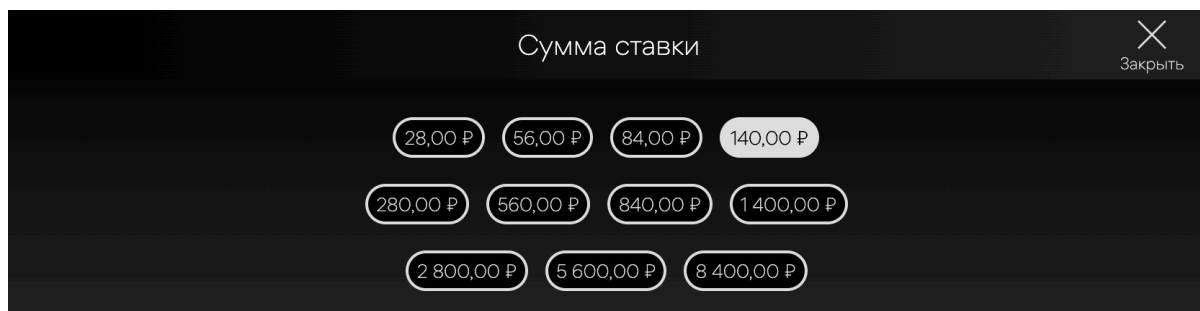 Сумма ставки
Закрыть
28,00 ₽ 56,00 ₽ 84,00 ₽ 140,00 ₽
280,00 ₽ 560,00 ₽ 840,00 ₽ 1 400,00 ₽
2 800,00 ₽ 5 600,00 ₽ 8 400,00 ₽